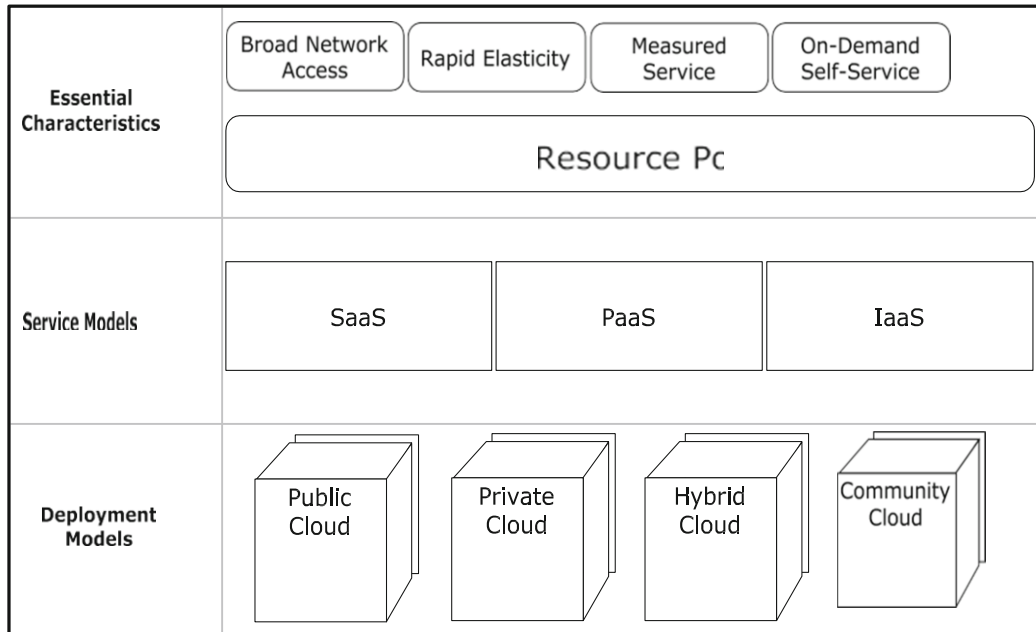 Essential
Characteristics
Broad Network
Access
Rapid Elasticity
Measured
Service
On-Demand
Self-Service
Resource
Service Models
SaaS
PaaS
IaaS
Deployment
Models
Public
Cloud
Private
Cloud
Hybrid
Cloud
Community
Cloud